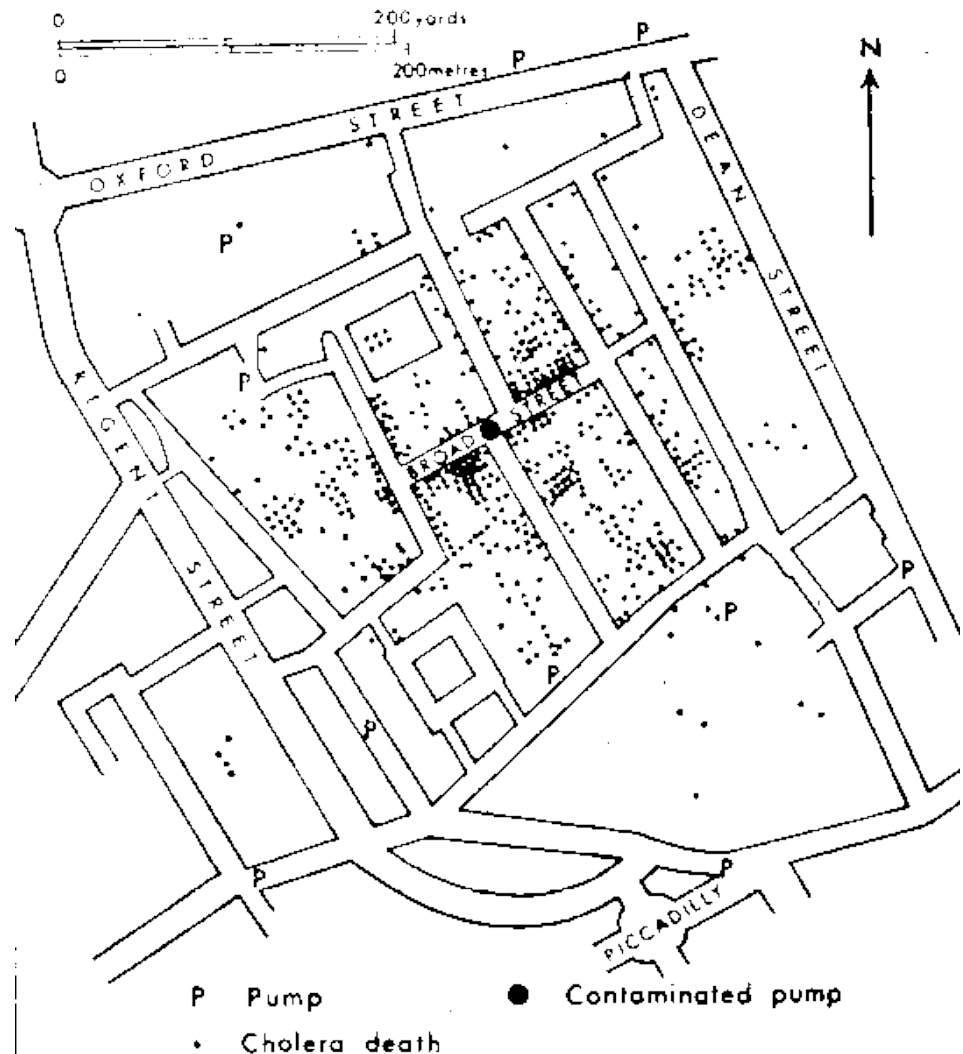 0 200 yards
0 200 metres
P
P
N
OXFORD STREET
DEAN STREET
P
P
REGENT STREET
BROAD STREET
P
P
P
P
P
P
PICCADILLY
P Pump
● Contaminated pump
• Cholera death